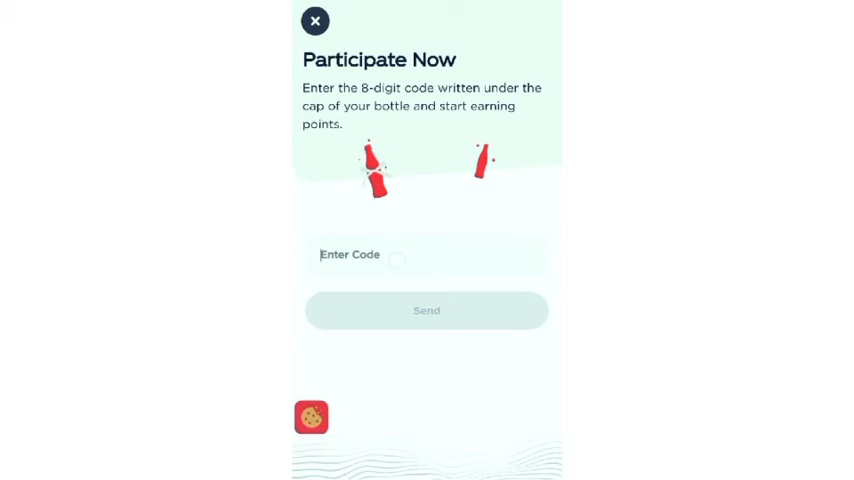 Participate Now
Enter the 8-digit code written under the
cap of your bottle and start earning
points.
Enter Code
Send